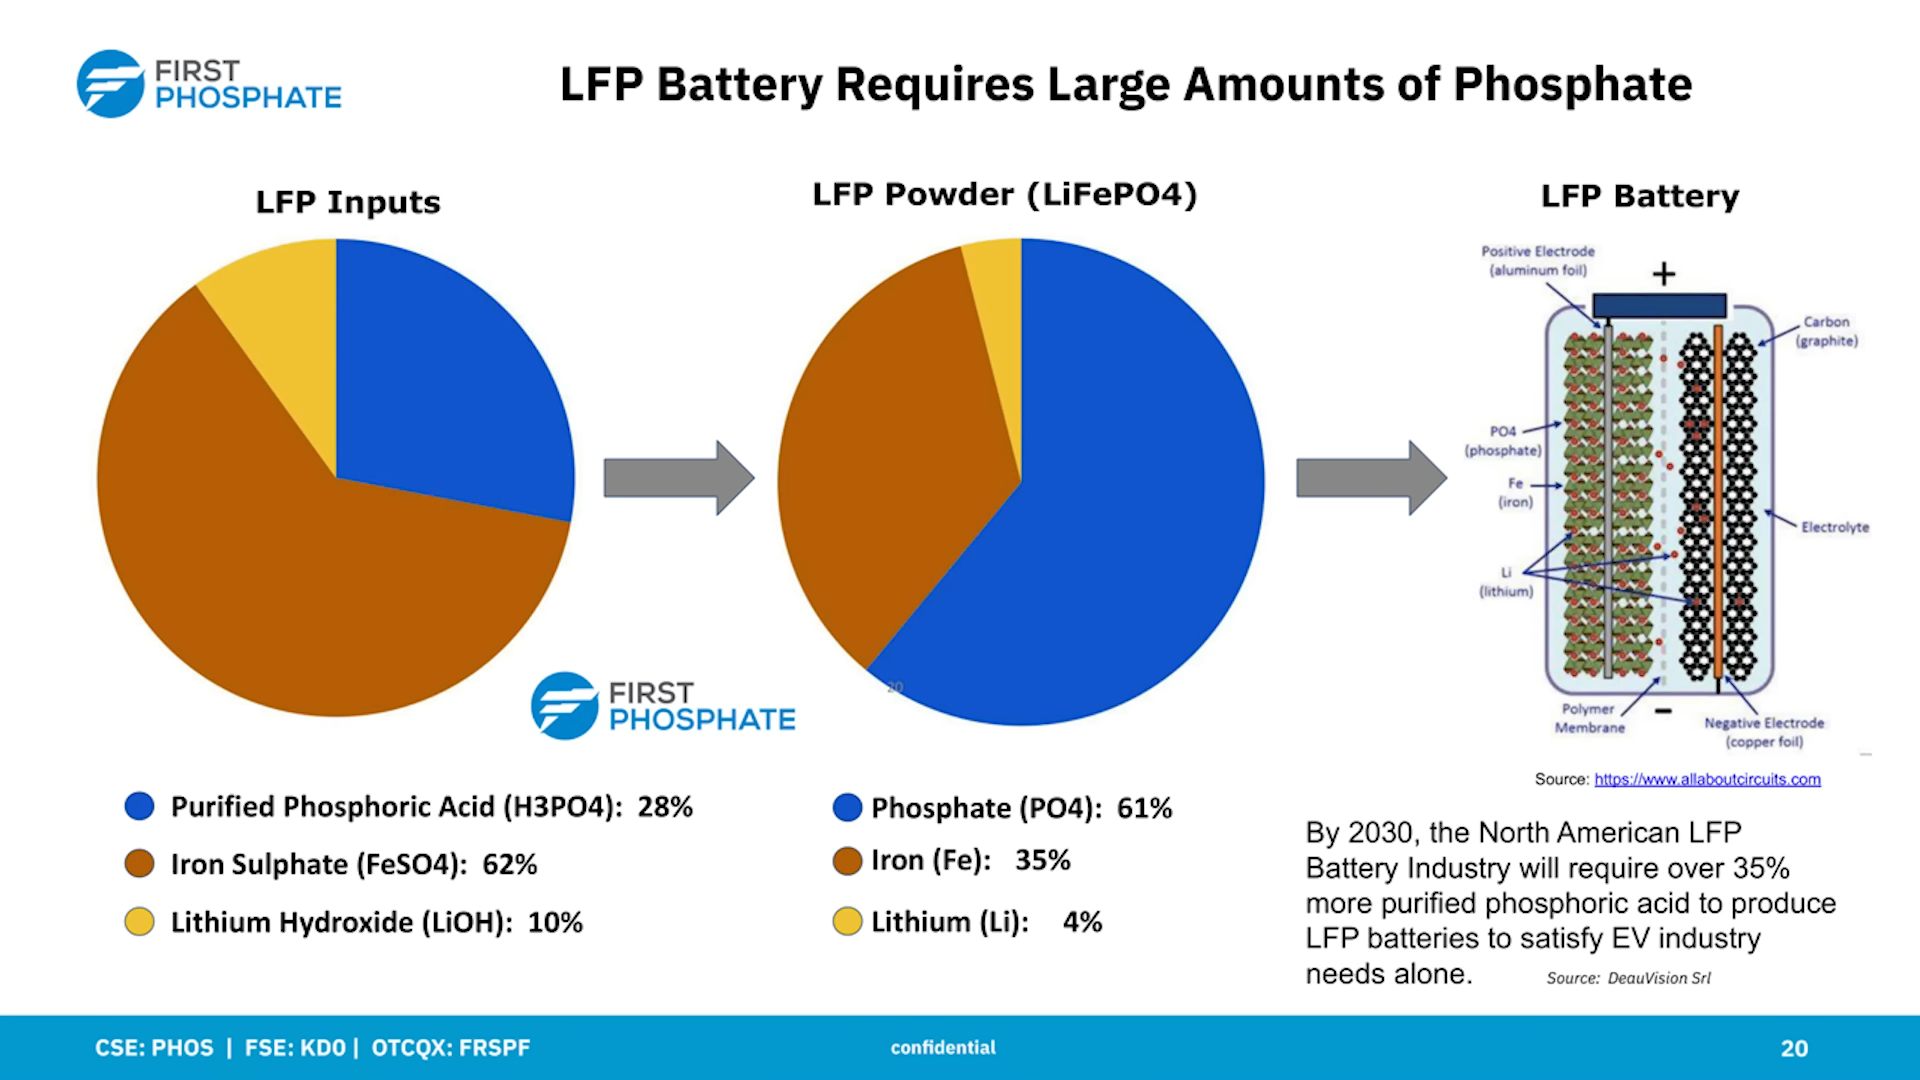 FIRST
PHOSPHATE
LFP Battery Requires Large Amounts of Phosphate
LFP Inputs
LFP Powder (LiFePO4)
LFP Battery
Positive Electrode
(aluminum foil)
+
Carbon
(graphite)
PO4
(phosphate)
Fe
(iron)
Electrolyte
Li
(lithium)
Polymer
Membrane
–
Negative Electrode
(copper foil)
20
FIRST
PHOSPHATE
Purified Phosphoric Acid (H3PO4): 28%
Iron Sulphate (FeSO4): 62%
Lithium Hydroxide (LiOH): 10%
Phosphate (PO4): 61%
Iron (Fe): 35%
Lithium (Li): 4%
Source: https://www.allaboutcircuits.com
By 2030, the North American LFP
Battery Industry will require over 35%
more purified phosphoric acid to produce
LFP batteries to satisfy EV industry
needs alone.
Source: DeauVision Srl
CSE: PHOS | FSE: KD0 | OTCQX: FRSPF
confidential
20